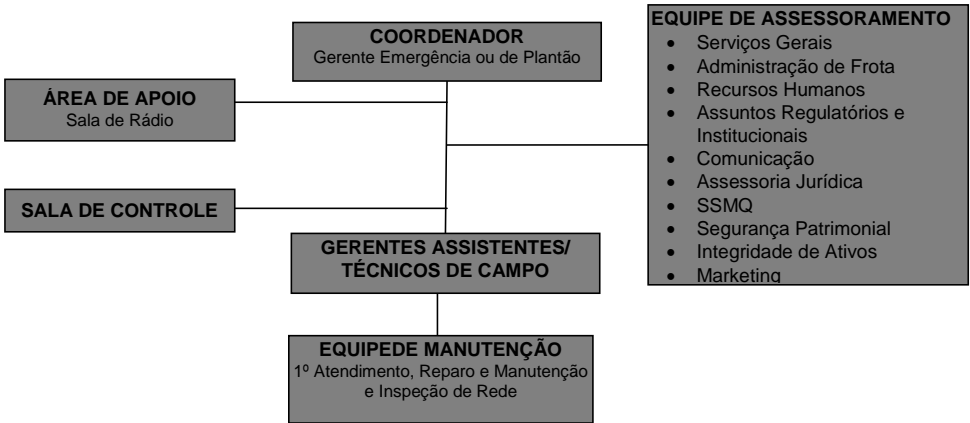 COORDENADOR
Gerente Emergência ou de Plantão
ÁREA DE APOIO
Sala de Rádio
SALA DE CONTROLE
GERENTES ASSISTENTES/
TÉCNICOS DE CAMPO
EQUIPEDE MANUTENÇÃO
1º Atendimento, Reparo e Manutenção
e Inspeção de Rede
EQUIPE DE ASSESSORAMENTO
• Serviços Gerais
• Administração de Frota
• Recursos Humanos
• Assuntos Regulatórios e
Institucionais
• Comunicação
• Assessoria Jurídica
• SSMQ
• Segurança Patrimonial
• Integridade de Ativos
• Marketing